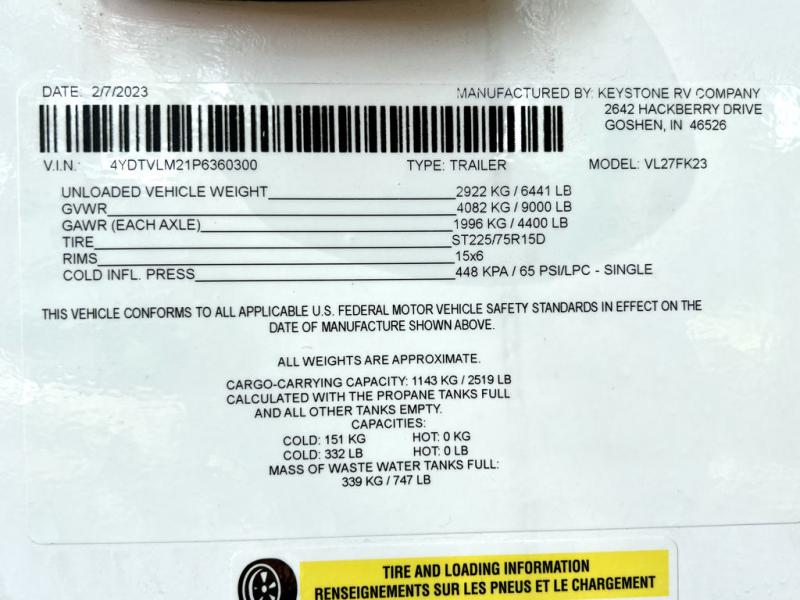 DATE: 2/7/2023 MANUFACTURED BY: KEYSTONE RV COMPANY
2642 HACKBERRY DRIVE
GOSHEN, IN 46526
V.I.N.: 4YDTVLM21P6360300 TYPE: TRAILER MODEL: VL27FK23
UNLOADED VEHICLE WEIGHT 2922 KG / 6441 LB
GVWR 4082 KG / 9000 LB
GAWR (EACH AXLE) 1996 KG / 4400 LB
TIRE ST225/75R15D
RIMS 15x6
COLD INFL. PRESS 448 KPA / 65 PSI/LPC - SINGLE
THIS VEHICLE CONFORMS TO ALL APPLICABLE U.S. FEDERAL MOTOR VEHICLE SAFETY STANDARDS IN EFFECT ON THE
DATE OF MANUFACTURE SHOWN ABOVE.
ALL WEIGHTS ARE APPROXIMATE.
CARGO-CARRYING CAPACITY: 1143 KG / 2519 LB
CALCULATED WITH THE PROPANE TANKS FULL
AND ALL OTHER TANKS EMPTY.
CAPACITIES:
COLD: 151 KG HOT: 0 KG
COLD: 332 LB HOT: 0 LB
MASS OF WASTE WATER TANKS FULL:
339 KG / 747 LB
TIRE AND LOADING INFORMATION
RENSEIGNEMENTS SUR LES PNEUS ET LE CHARGEMENT